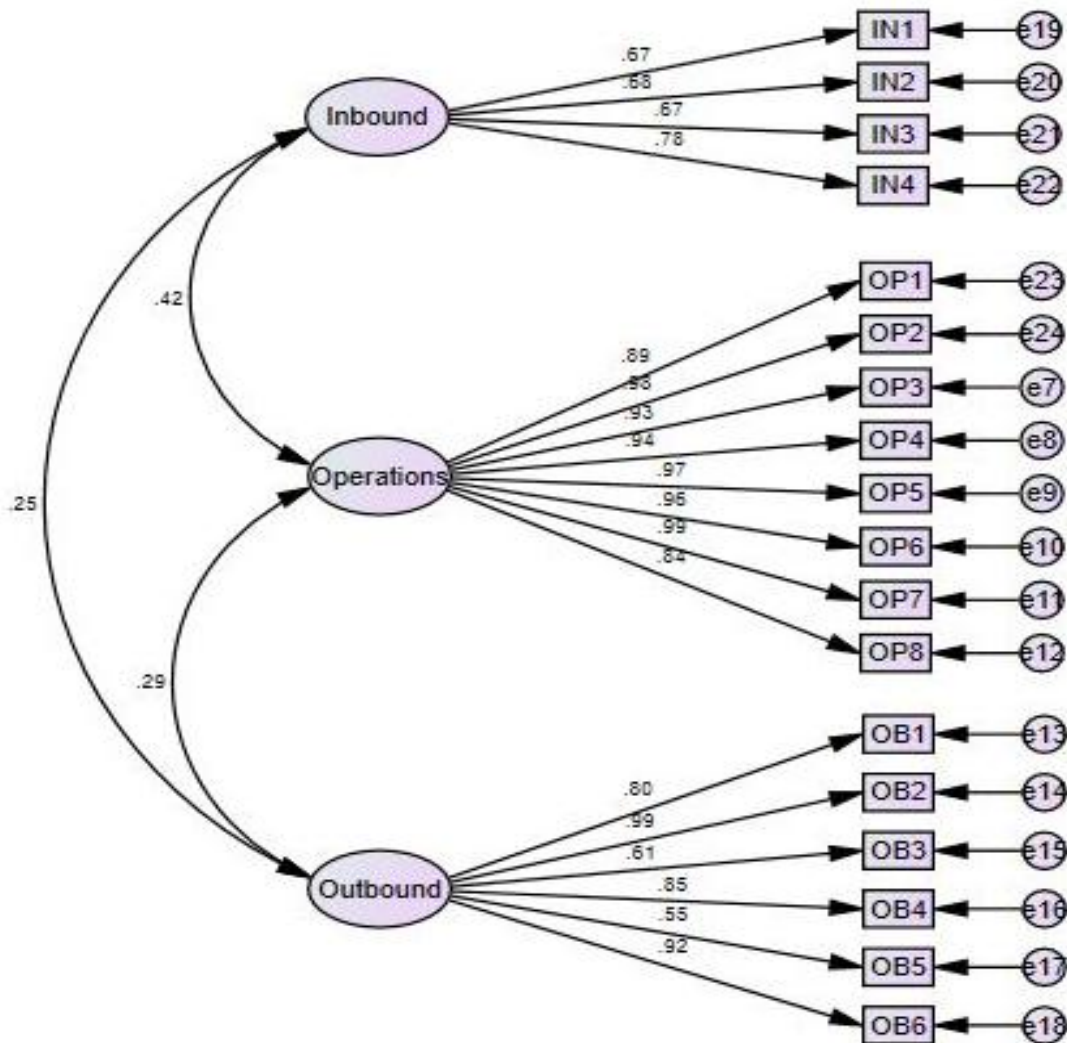 IN1
e19
.67
IN2
e20
.68
Inbound
IN3
e21
.67
.78
IN4
e22
OP1
e23
.42
OP2
e24
.89
.98
OP3
e7
.93
OP4
e8
.94
Operations
.97
OP5
e9
.25
.96
OP6
e10
.99
.84
OP7
e11
OP8
e12
.29
OB1
e13
.80
OB2
e14
.99
.61
OB3
e15
Outbound
.85
OB4
e16
.55
.92
OB5
e17
OB6
e18